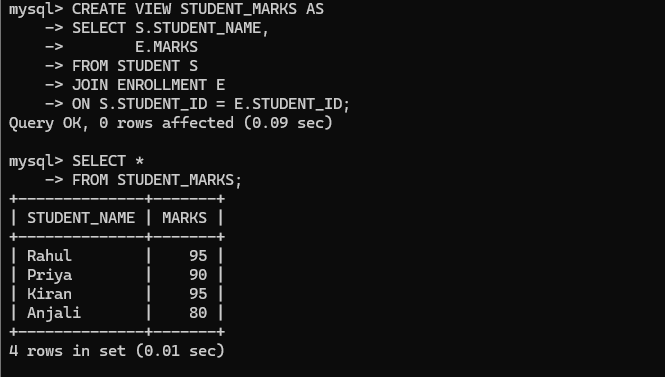 mysql> CREATE VIEW STUDENT_MARKS AS
    -> SELECT S.STUDENT_NAME,
    ->        E.MARKS
    -> FROM STUDENT S
    -> JOIN ENROLLMENT E
    -> ON S.STUDENT_ID = E.STUDENT_ID;
Query OK, 0 rows affected (0.09 sec)

mysql> SELECT *
    -> FROM STUDENT_MARKS;
+--------------+-------+
| STUDENT_NAME | MARKS |
+--------------+-------+
| Rahul        |    95 |
| Priya        |    90 |
| Kiran        |    95 |
| Anjali       |    80 |
+--------------+-------+
4 rows in set (0.01 sec)